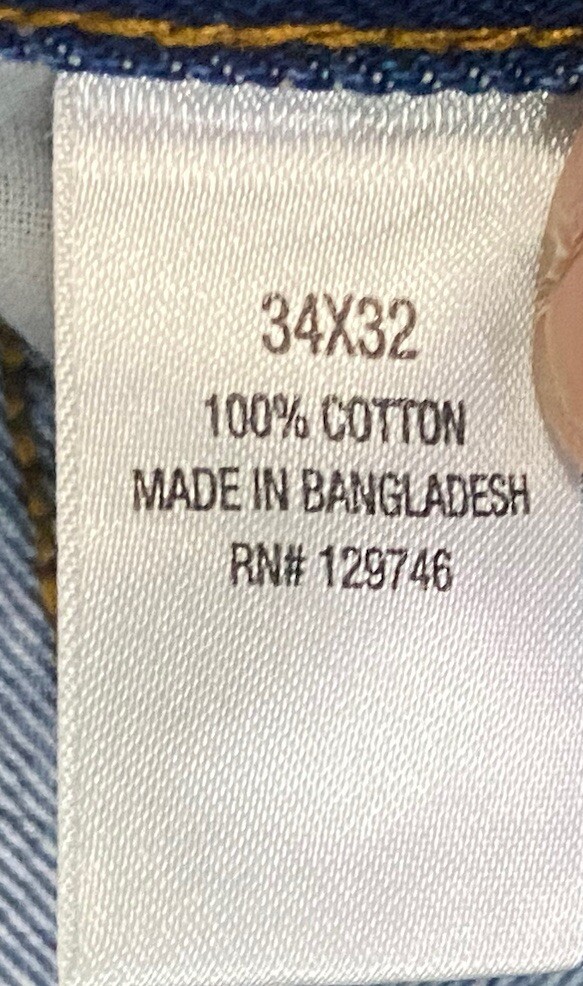 34X32
100% COTTON
MADE IN BANGLADESH
RN# 129746